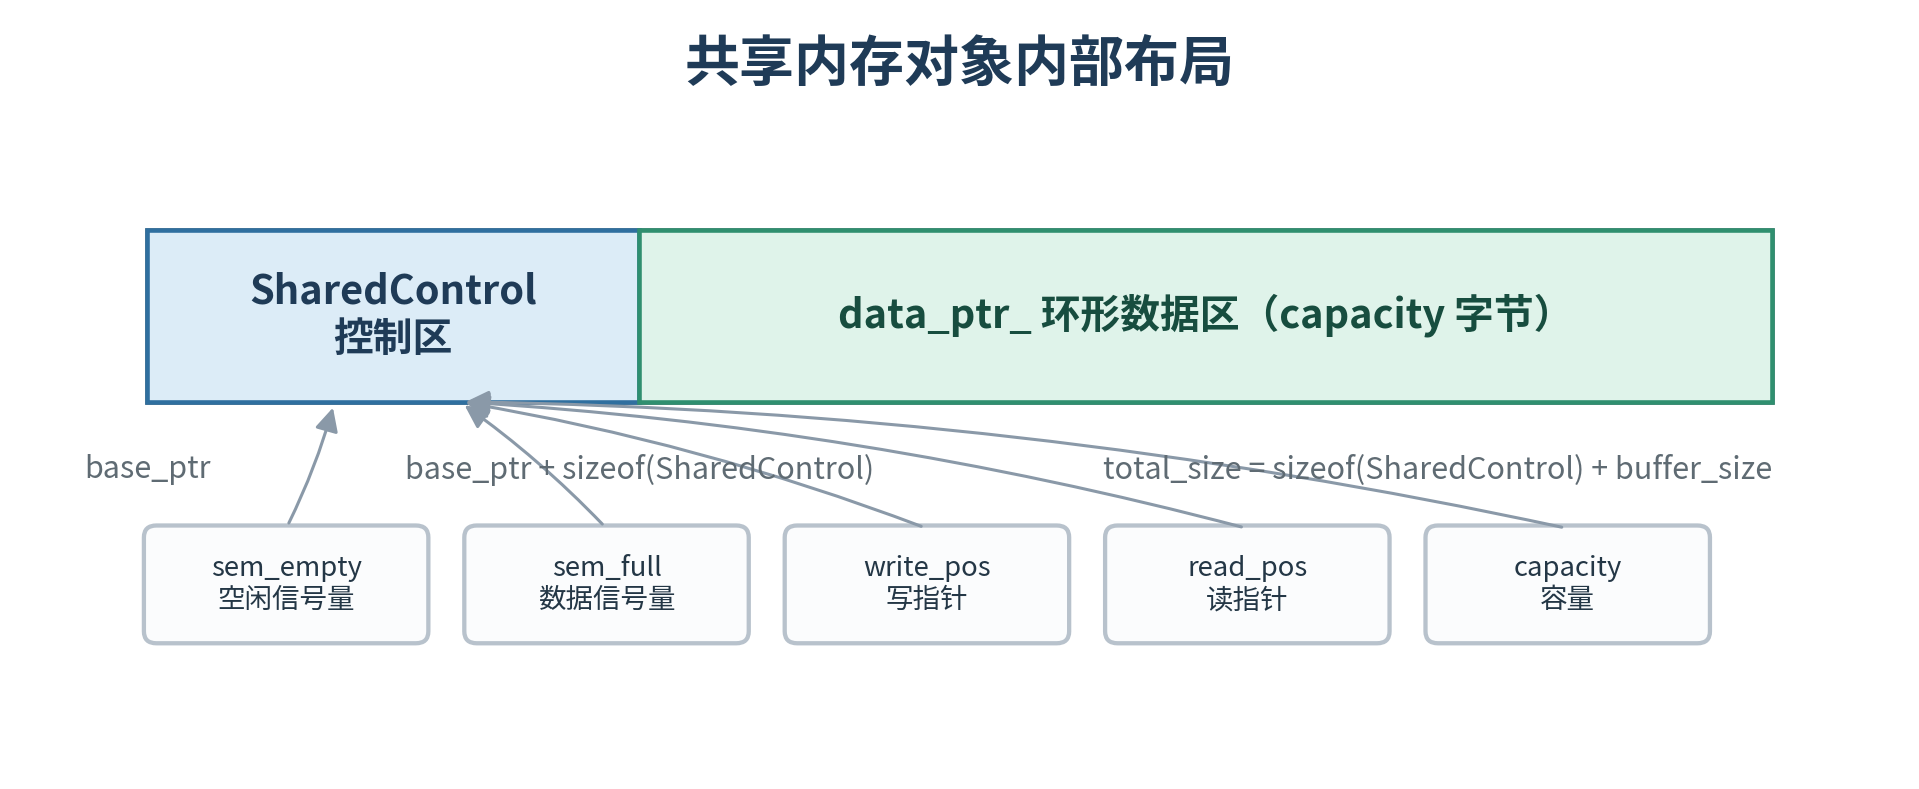 共享内存对象内部布局
SharedControl
控制区
data_ptr_ 环形数据区（capacity 字节）
base_ptr
base_ptr + sizeof(SharedControl)
total_size = sizeof(SharedControl) + buffer_size
sem_empty
空闲信号量
sem_full
数据信号量
write_pos
写指针
read_pos
读指针
capacity
容量